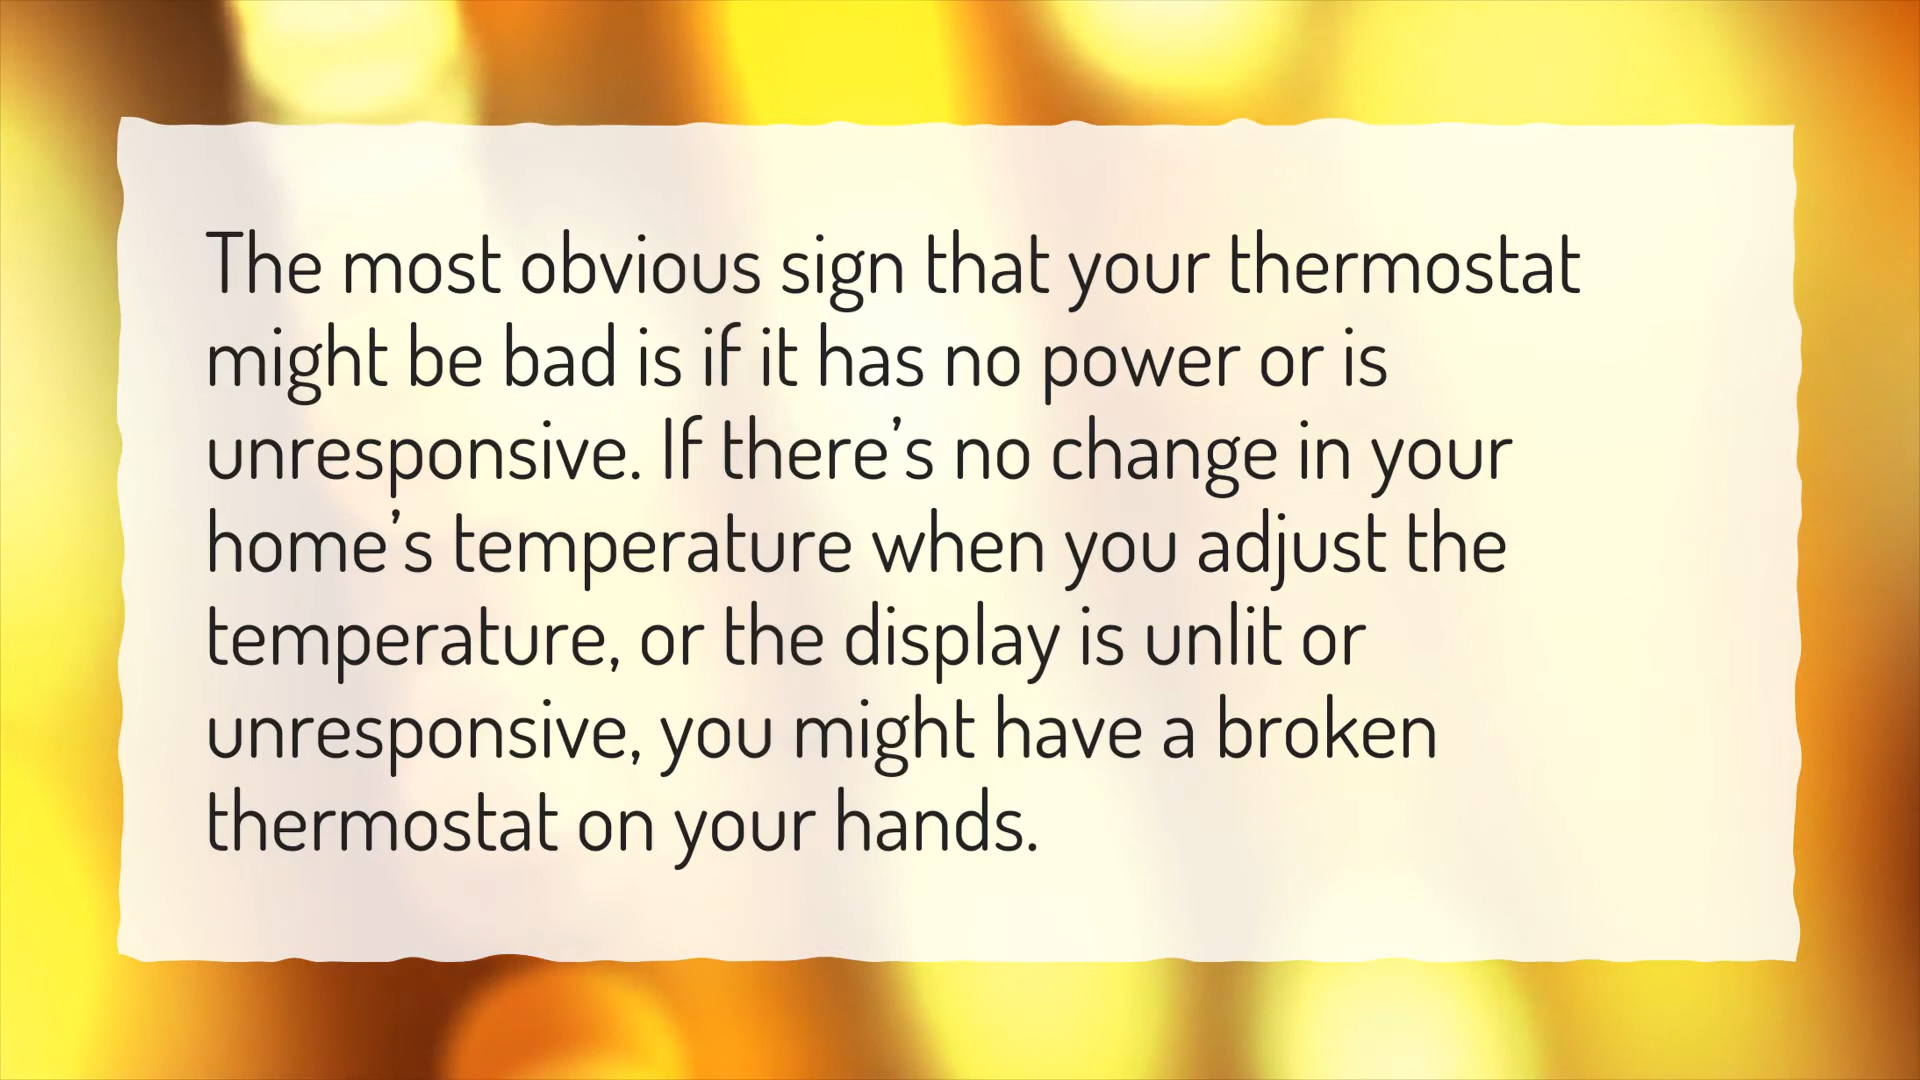 The most obvious sign that your thermostat
might be bad is if it has no power or is
unresponsive. If there’s no change in your
home’s temperature when you adjust the
temperature, or the display is unlit or
unresponsive, you might have a broken
thermostat on your hands.